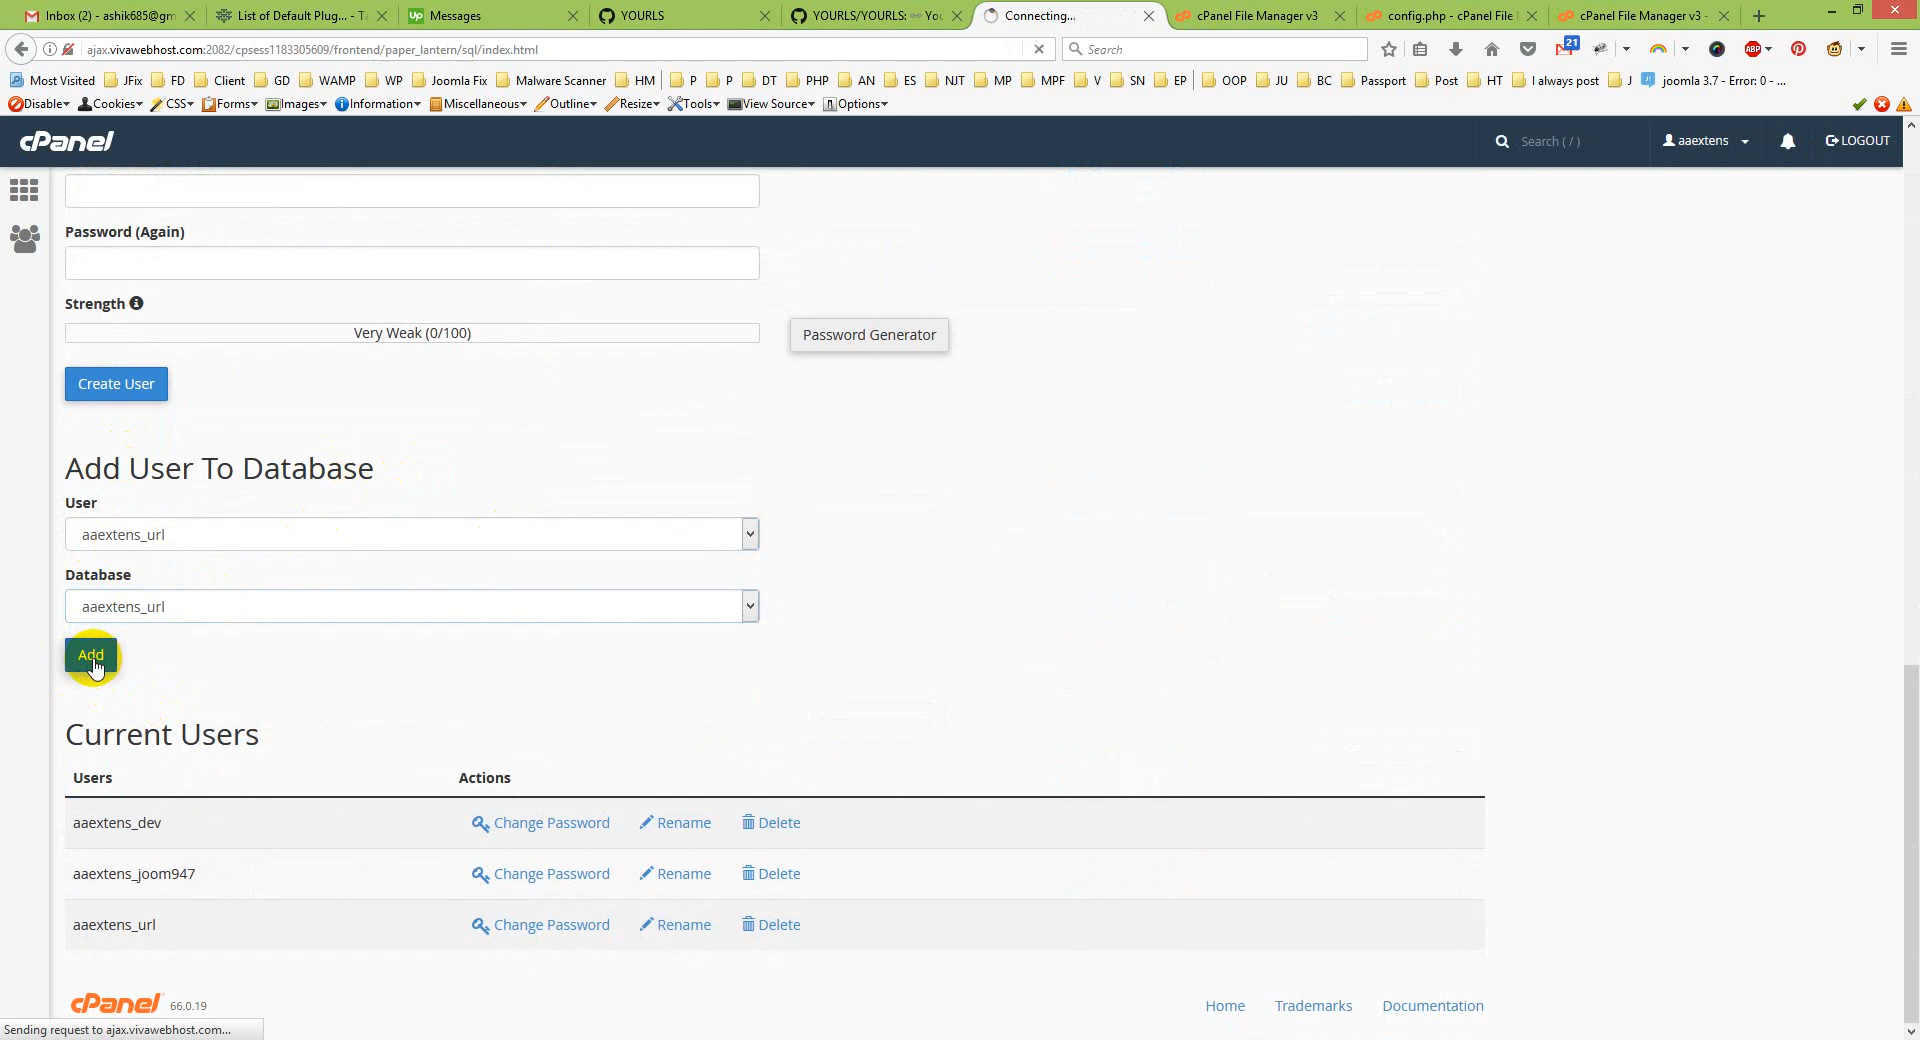 Inbox (2) - ashik685@gm
List of Default Plug... - T
Up Messages
YOURLS
YOURLS/YOURLS: Yo
Connecting...
cPanel File Manager v3
config.php - cPanel File
cPanel File Manager v3 -
ajax.vivawebhost.com:2082/cpsess1183305609/frontend/paper_lantern/sql/index.html
Search
21
ABP
Most Visited JFix FD Client GD WAMP WP Joomla Fix Malware Scanner HM P P DT PHP AN ES NJT MP MPF V SN EP OOP JU BC Passport Post HT I always post J joomla 3.7 - Error: 0 - ...
Disable Cookies CSS Forms Images Information Miscellaneous Outline Resize Tools View Source Options
cPanel
Search ( / )
aaextens
LOGOUT
Password (Again)
Strength
Very Weak (0/100)
Password Generator
Create User
Add User To Database
User
aaextens_url
Database
aaextens_url
Add
Current Users
Users Actions
aaextens_dev Change Password Rename Delete
aaextens_joom947 Change Password Rename Delete
aaextens_url Change Password Rename Delete
cPanel 66.0.19
Home Trademarks Documentation
Sending request to ajax.vivawebhost.com...